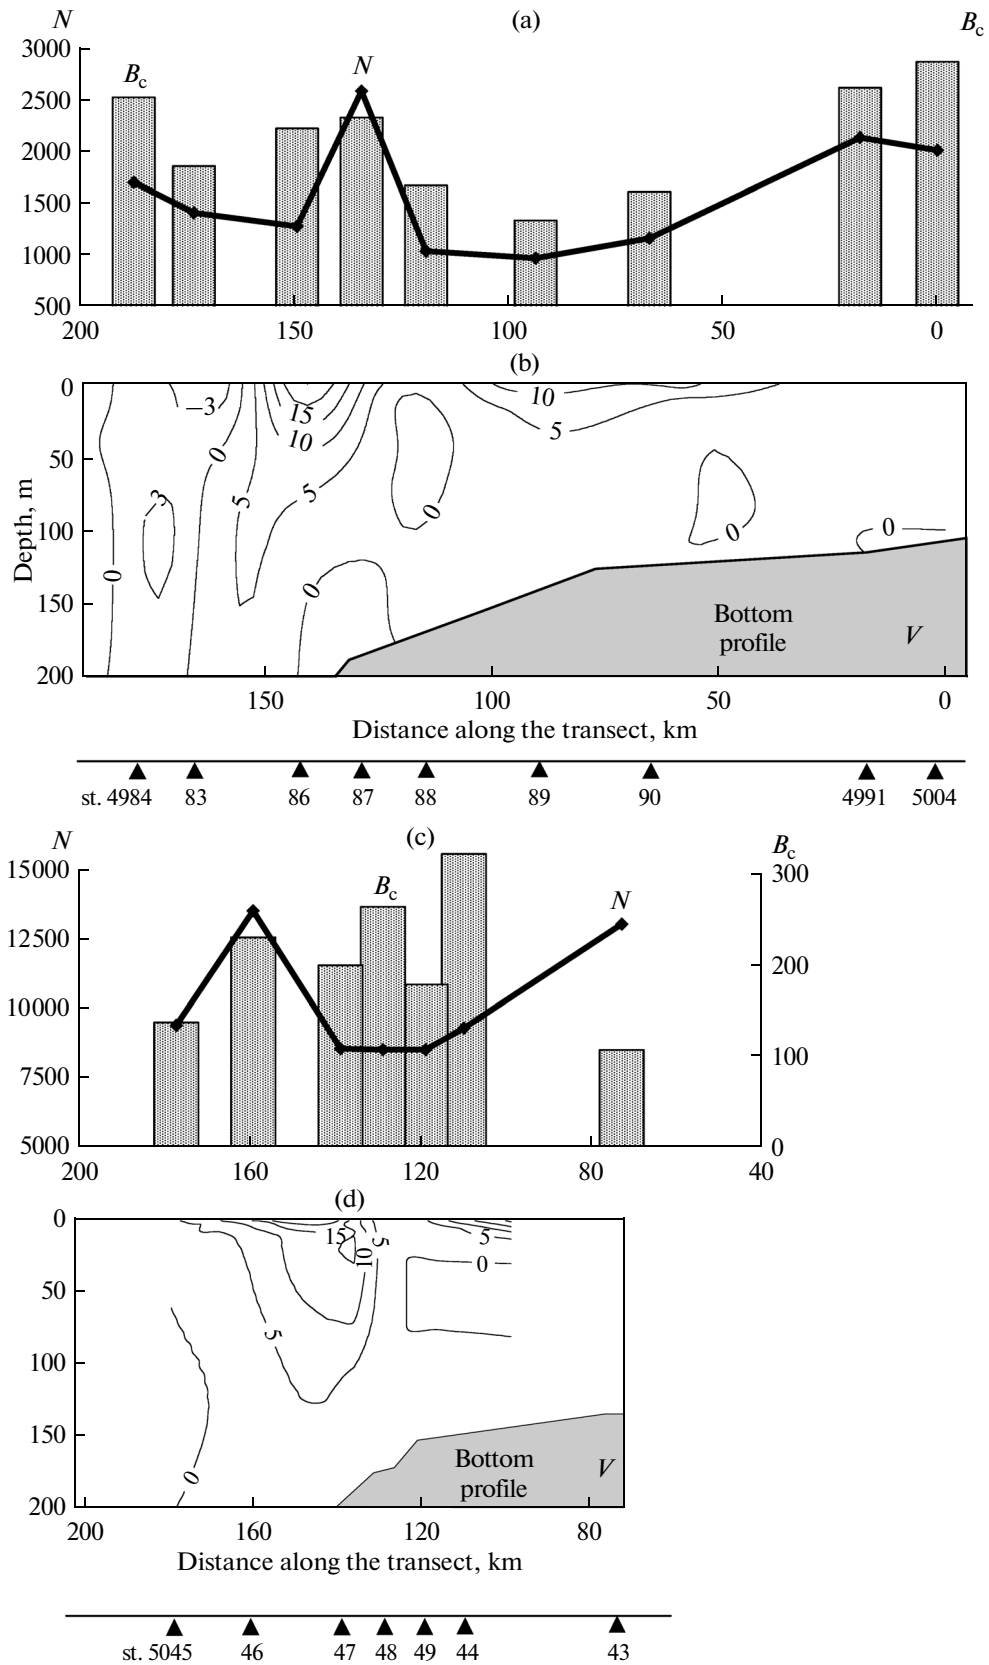 N (a) B_c
3000
B_c N
2500
2000
1500
1000
500
200 150 100 50 0
(b)
0
−3 15 10
10 5
50 0
5 5
−3 0
100 0 0
0 0
150
Bottom
profile V
200
Depth, m
150 100 50 0
Distance along the transect, km
st. 4984 83 86 87 88 89 90 4991 5004
N (c) B_c
15000 300
B_c N
12500
200
10000
100
7500
5000 0
200 160 120 80 40
(d)
0
15 5 5
10 0
50
5
100
150
Bottom
profile V
0
200
200 160 120 80
Distance along the transect, km
st. 5045 46 47 48 49 44 43